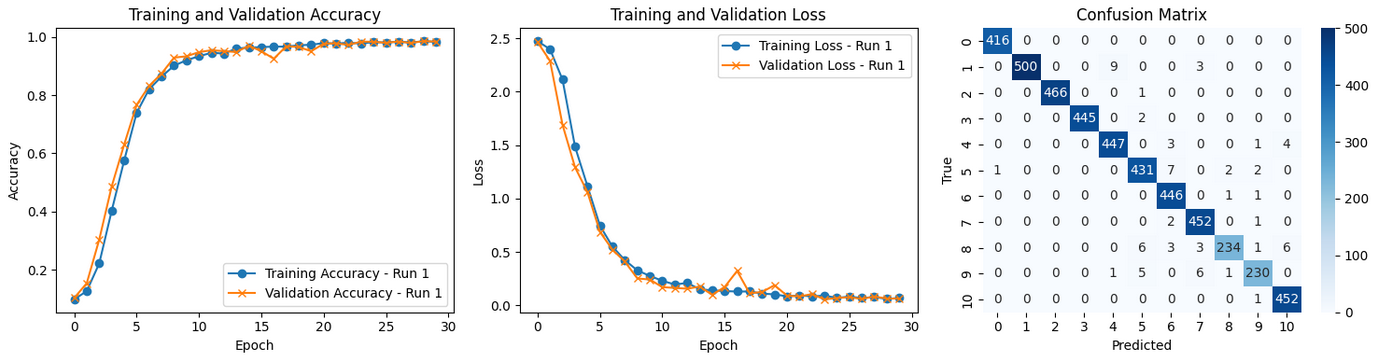 Training and Validation Accuracy
1.0
0.8
0.6
0.4
0.2
Accuracy
0 5 10 15 20 25 30
Epoch
Training Accuracy - Run 1
Validation Accuracy - Run 1
Training and Validation Loss
2.5
2.0
1.5
1.0
0.5
0.0
Loss
0 5 10 15 20 25 30
Epoch
Training Loss - Run 1
Validation Loss - Run 1
Confusion Matrix
True
0 416 0 0 0 0 0 0 0 0 0 0
1 0 500 0 0 9 0 0 3 0 0 0
2 0 0 466 0 0 1 0 0 0 0 0
3 0 0 0 445 0 2 0 0 0 0 0
4 0 0 0 0 447 0 3 0 0 1 4
5 1 0 0 0 0 431 7 0 2 2 0
6 0 0 0 0 0 0 446 0 1 1 0
7 0 0 0 0 0 0 2 452 0 1 0
8 0 0 0 0 0 6 3 3 234 1 6
9 0 0 0 0 1 5 0 6 1 230 0
10 0 0 0 0 0 0 0 0 0 1 452
0 1 2 3 4 5 6 7 8 9 10
Predicted
500
400
300
200
100
0